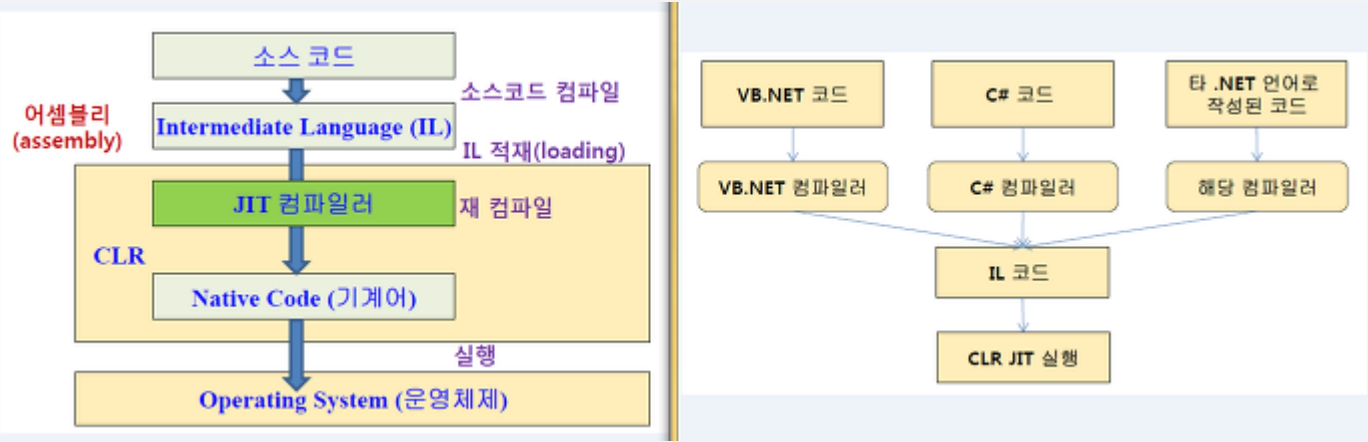 소스 코드
소스코드 컴파일
어셈블리
(assembly)
Intermediate Language (IL)
IL 적재(loading)
JIT 컴파일러
재 컴파일
CLR
Native Code (기계어)
실행
Operating System (운영체제)
VB.NET 코드
C# 코드
타 .NET 언어로
작성된 코드
VB.NET 컴파일러
C# 컴파일러
해당 컴파일러
IL 코드
CLR JIT 실행